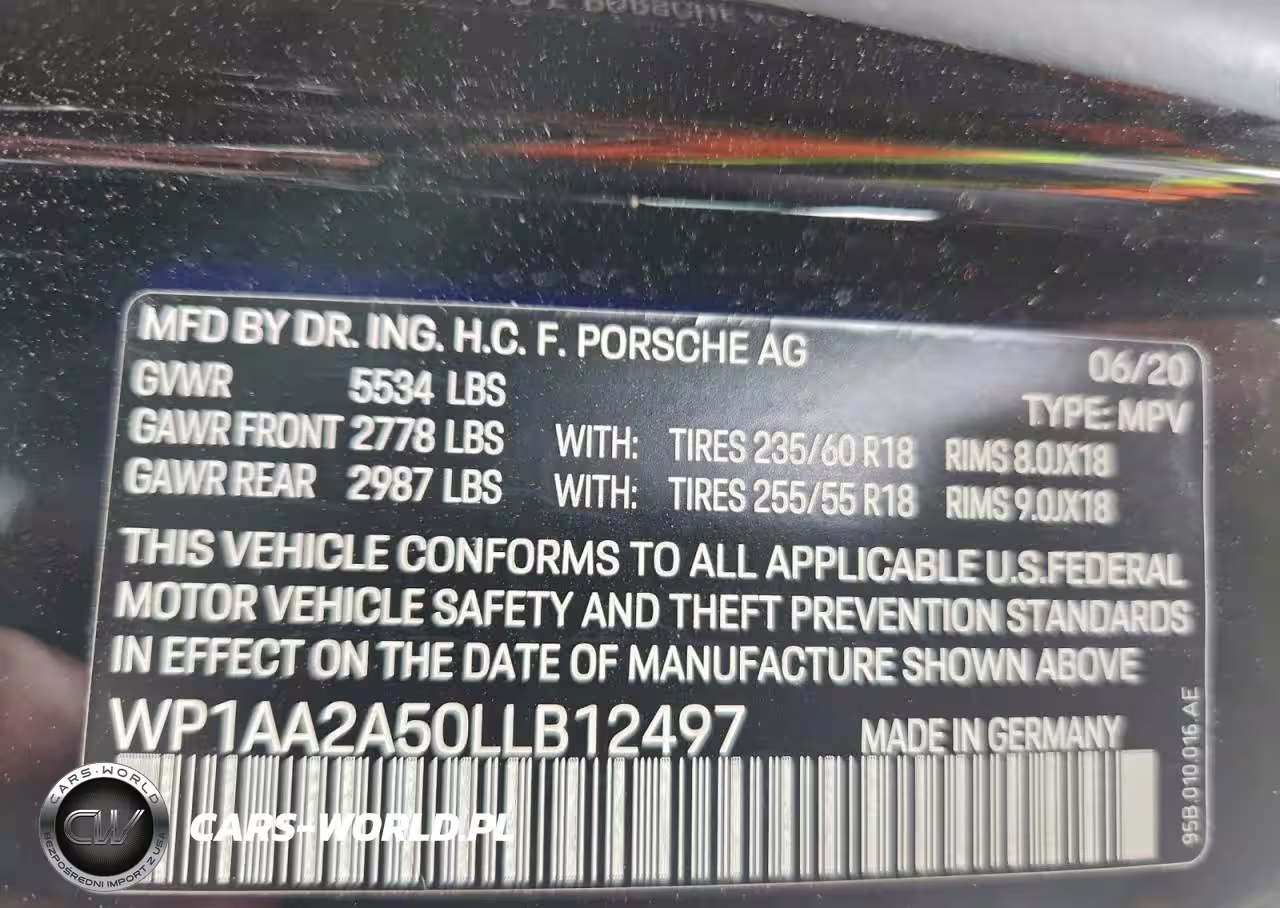 MFD BY DR. ING. H.C. F. PORSCHE AG 06/20
GVWR 5534 LBS TYPE: MPV
GAWR FRONT 2778 LBS WITH: TIRES 235/60 R18 RIMS 8.0JX18
GAWR REAR 2987 LBS WITH: TIRES 255/55 R18 RIMS 9.0JX18
THIS VEHICLE CONFORMS TO ALL APPLICABLE U.S.FEDERAL
MOTOR VEHICLE SAFETY AND THEFT PREVENTION STANDARDS
IN EFFECT ON THE DATE OF MANUFACTURE SHOWN ABOVE
WP1AA2A50LLB12497 MADE IN GERMANY
95B.010.016.AE
CARS-WORLD
CW
BEZPOŚREDNI IMPORT Z USA
CARS-WORLD.PL